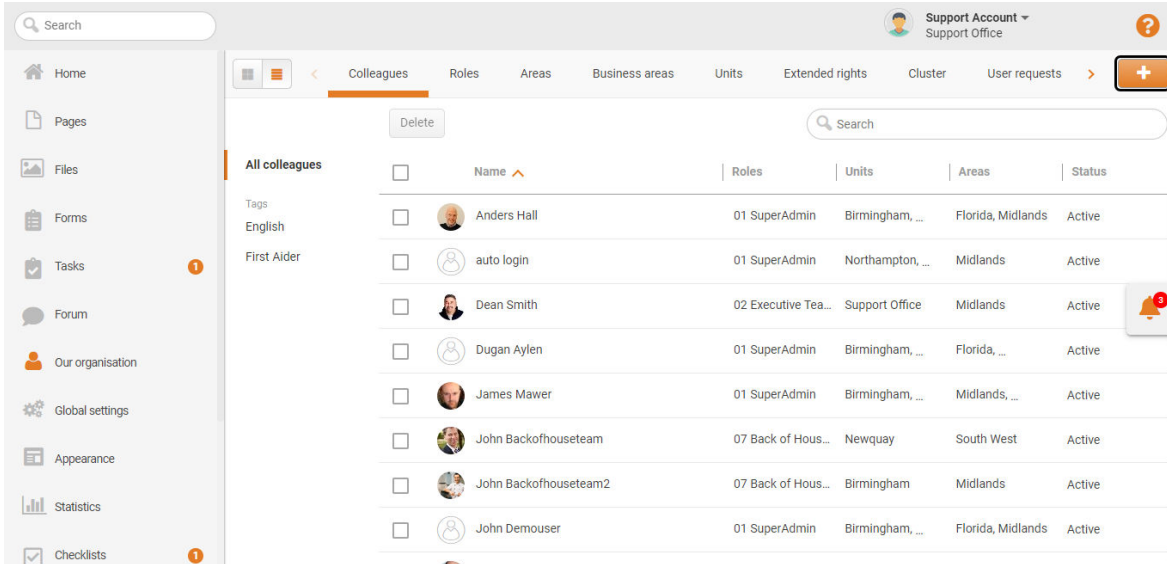 Search
Support Account
Support Office
?
Home
Pages
Files
Forms
Tasks 1
Forum
Our organisation
Global settings
Appearance
Statistics
Checklists 1
Colleagues Roles Areas Business areas Units Extended rights Cluster User requests
+
Delete
Search
All colleagues
Tags
English
First Aider
Name Roles Units Areas Status
Anders Hall 01 SuperAdmin Birmingham, ... Florida, Midlands Active
auto login 01 SuperAdmin Northampton, ... Midlands Active
Dean Smith 02 Executive Tea... Support Office Midlands Active
3
Dugan Aylen 01 SuperAdmin Birmingham, ... Florida, ... Active
James Mawer 01 SuperAdmin Birmingham, ... Midlands, ... Active
John Backofhouseteam 07 Back of Hous... Newquay South West Active
John Backofhouseteam2 07 Back of Hous... Birmingham Midlands Active
John Demouser 01 SuperAdmin Birmingham, ... Florida, Midlands Active